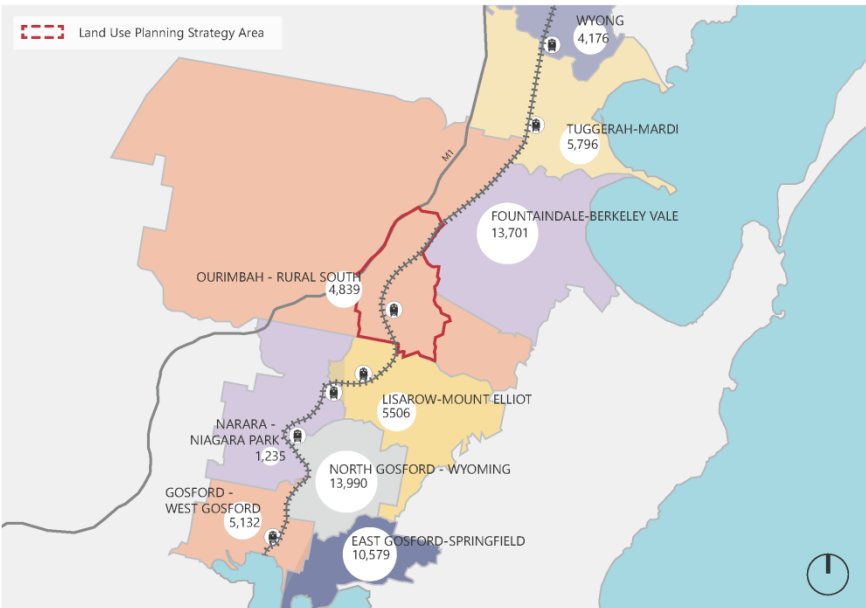 Land Use Planning Strategy Area
WYONG
4,176
M1
TUGGERAH-MARDI
5,796
FOUNTAINDALE-BERKELEY VALE
13,701
OURIMBAH - RURAL SOUTH
4,839
LISAROW-MOUNT ELLIOT
5506
NARARA -
NIAGARA PARK
1,235
NORTH GOSFORD - WYOMING
13,990
GOSFORD -
WEST GOSFORD
5,132
EAST GOSFORD-SPRINGFIELD
10,579